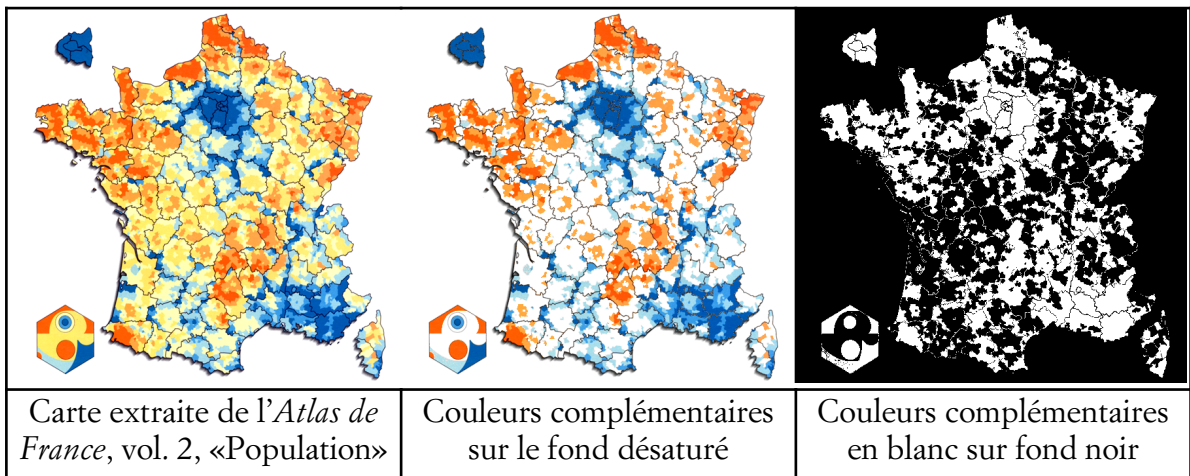 Carte extraite de l’Atlas de
France, vol. 2, «Population»
Couleurs complémentaires
sur le fond désaturé
Couleurs complémentaires
en blanc sur fond noir